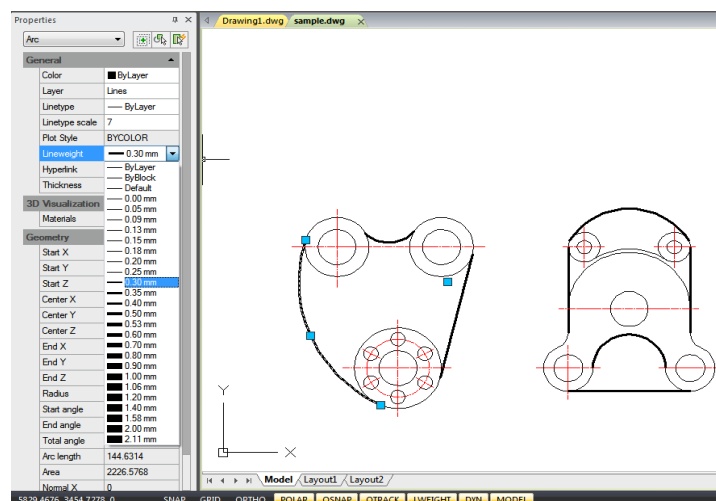 Properties
Drawing1.dwg sample.dwg
Arc
General
Color ByLayer
Layer Lines
Linetype ByLayer
Linetype scale 7
Plot Style BYCOLOR
Lineweight 0.30 mm
Hyperlink
Thickness
3D Visualization
Materials
Geometry
Start X
Start Y
Start Z
Center X
Center Y
Center Z
End X
End Y
End Z
Radius
Start angle
End angle
Total angle
ByLayer
ByBlock
Default
0.00 mm
0.05 mm
0.09 mm
0.13 mm
0.15 mm
0.18 mm
0.20 mm
0.25 mm
0.30 mm
0.35 mm
0.40 mm
0.50 mm
0.53 mm
0.60 mm
0.70 mm
0.80 mm
0.90 mm
1.00 mm
1.06 mm
1.20 mm
1.40 mm
1.58 mm
2.00 mm
2.11 mm
Arc length 144.6314
Area 2226.5768
Normal X 0
Y
X
Model Layout1 Layout2
5829.4676, 3454.7278, 0 SNAP GRID ORTHO POLAR OSNAP OTRACK LWEIGHT DYN MODEL